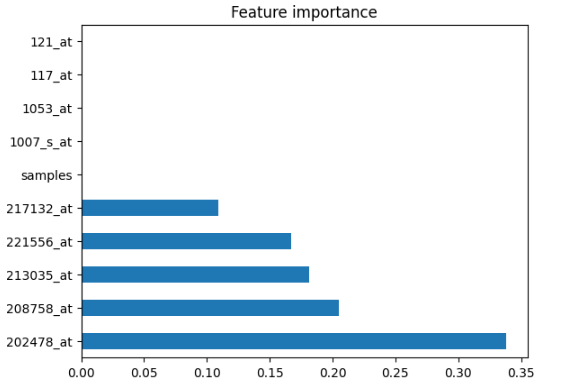 Feature importance
121_at
117_at
1053_at
1007_s_at
samples
217132_at
221556_at
213035_at
208758_at
202478_at
0.00 0.05 0.10 0.15 0.20 0.25 0.30 0.35